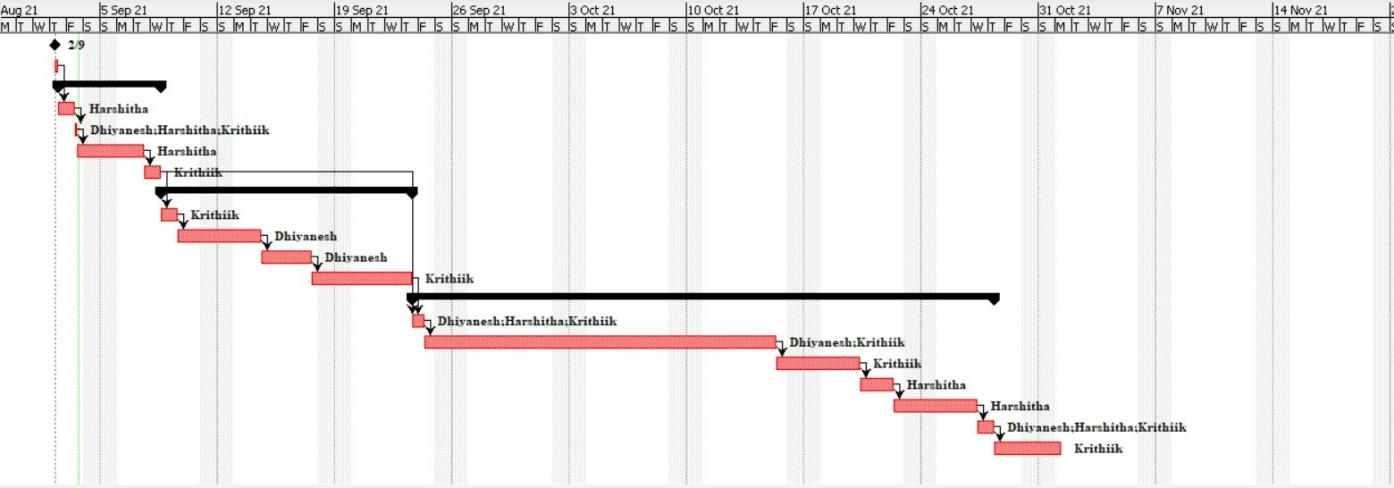 Aug 21 5 Sep 21 12 Sep 21 19 Sep 21 26 Sep 21 3 Oct 21 10 Oct 21 17 Oct 21 24 Oct 21 31 Oct 21 7 Nov 21 14 Nov 21
M T W T F S S M T W T F S S M T W T F S S M T W T F S S M T W T F S S M T W T F S S M T W T F S S M T W T F S S M T W T F S S M T W T F S S M T W T F S S M T W T F S S
2/9
Harshitha
Dhiyanesh;Harshitha;Krithiik
Harshitha
Krithiik
Krithiik
Dhiyanesh
Dhiyanesh
Krithiik
Dhiyanesh;Harshitha;Krithiik
Dhiyanesh;Krithiik
Krithiik
Harshitha
Harshitha
Dhiyanesh;Harshitha;Krithiik
Krithiik